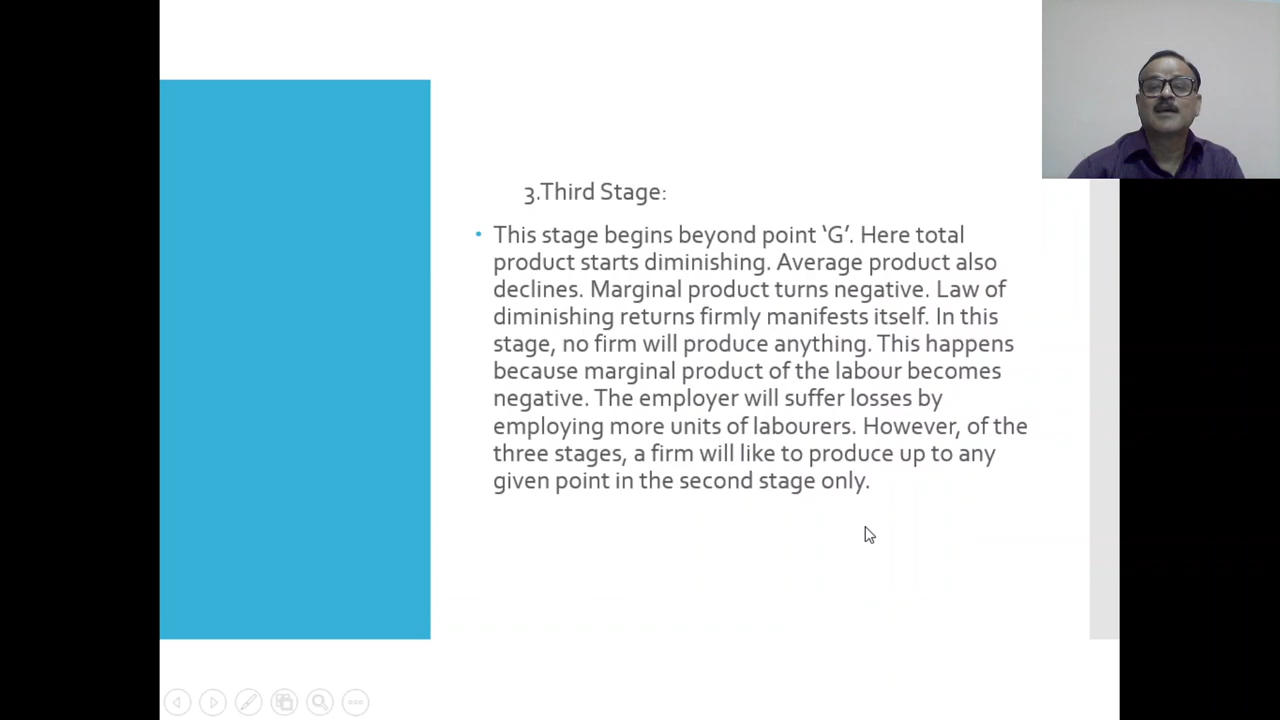 3.Third Stage:
• This stage begins beyond point ‘G’. Here total
product starts diminishing. Average product also
declines. Marginal product turns negative. Law of
diminishing returns firmly manifests itself. In this
stage, no firm will produce anything. This happens
because marginal product of the labour becomes
negative. The employer will suffer losses by
employing more units of labourers. However, of the
three stages, a firm will like to produce up to any
given point in the second stage only.